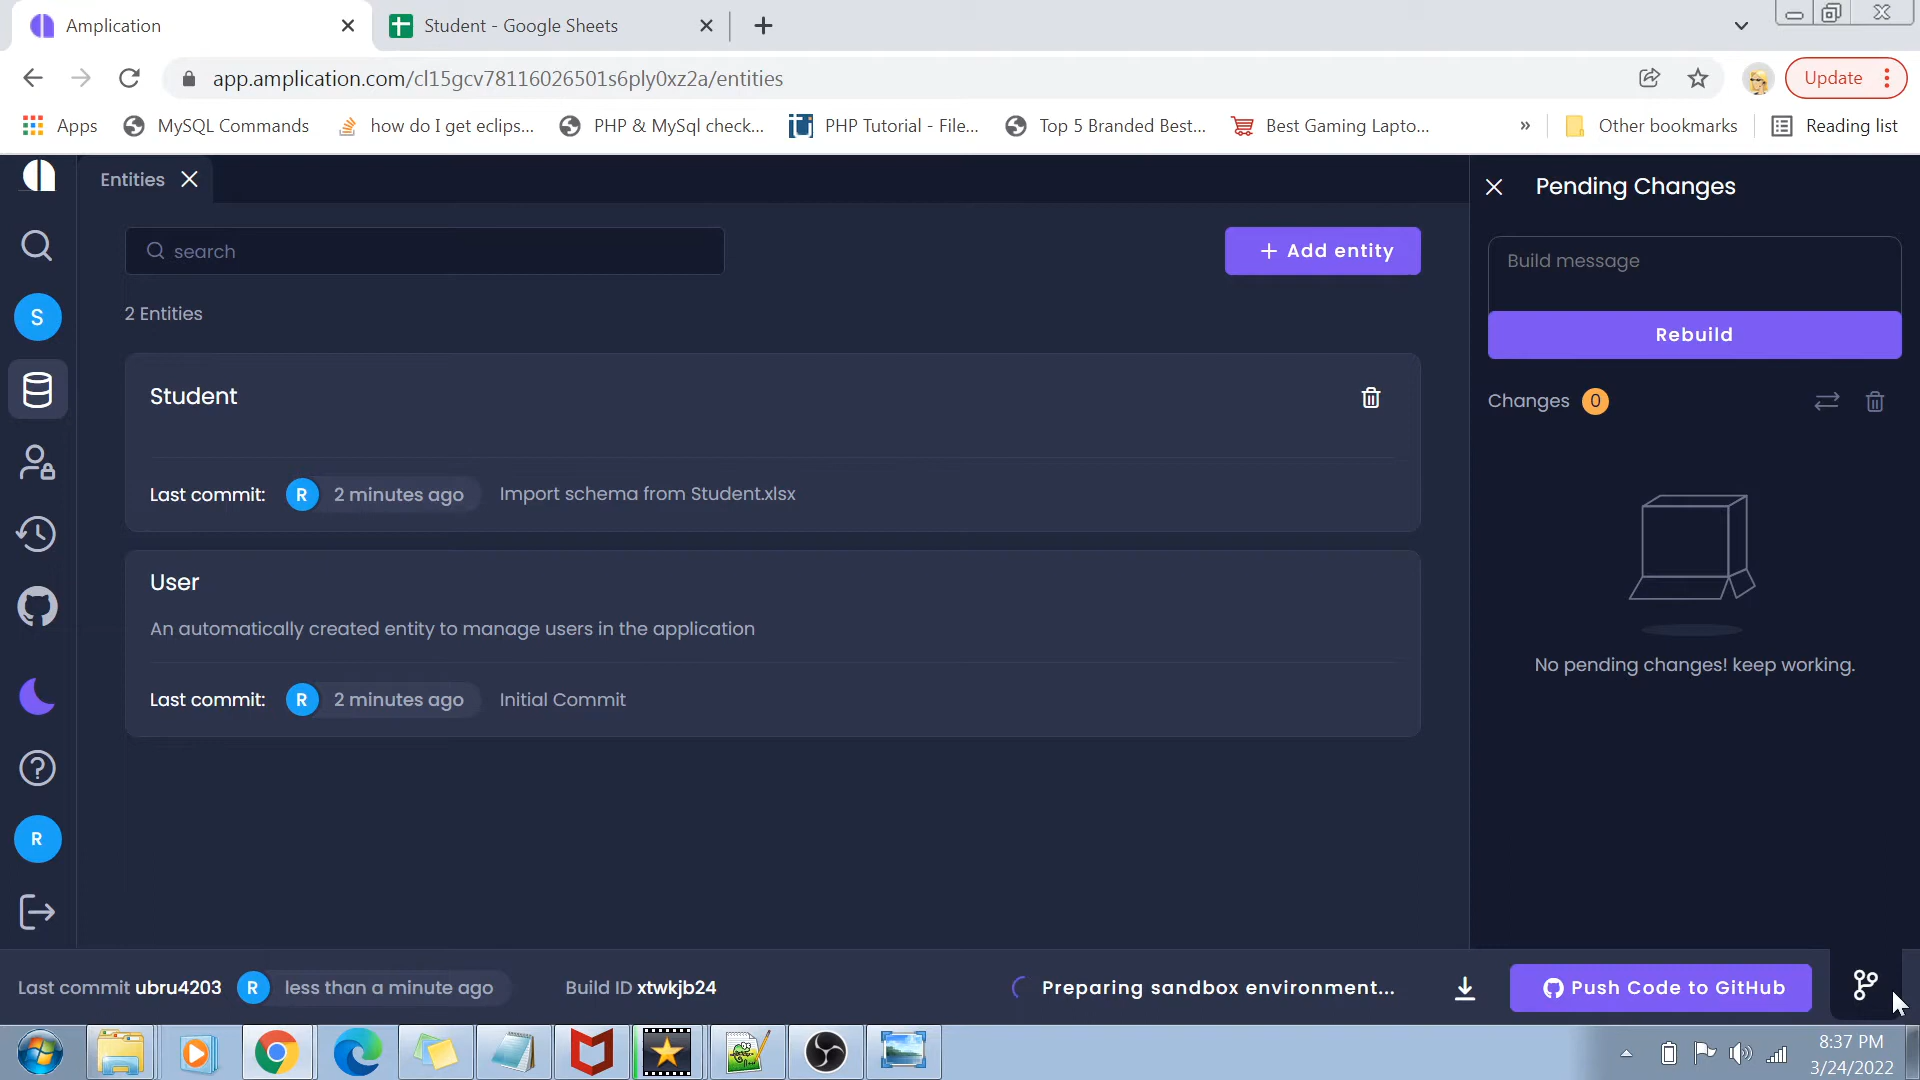 Amplication
Student - Google Sheets
app.amplication.com/cl15gcv78116026501s6ply0xz2a/entities
Update
Apps
MySQL Commands
how do I get eclips...
PHP & MySql check...
PHP Tutorial - File...
Top 5 Branded Best...
Best Gaming Lapto...
»
Other bookmarks
Reading list
Entities
Pending Changes
S
search
+ Add entity
Build message
2 Entities
Rebuild
Student
Changes 0
Last commit: R 2 minutes ago Import schema from Student.xlsx
User
An automatically created entity to manage users in the application
No pending changes! keep working.
Last commit: R 2 minutes ago Initial Commit
R
Last commit ubru4203 R less than a minute ago
Build ID xtwkjb24
Preparing sandbox environment...
Push Code to GitHub
8:37 PM
3/24/2022